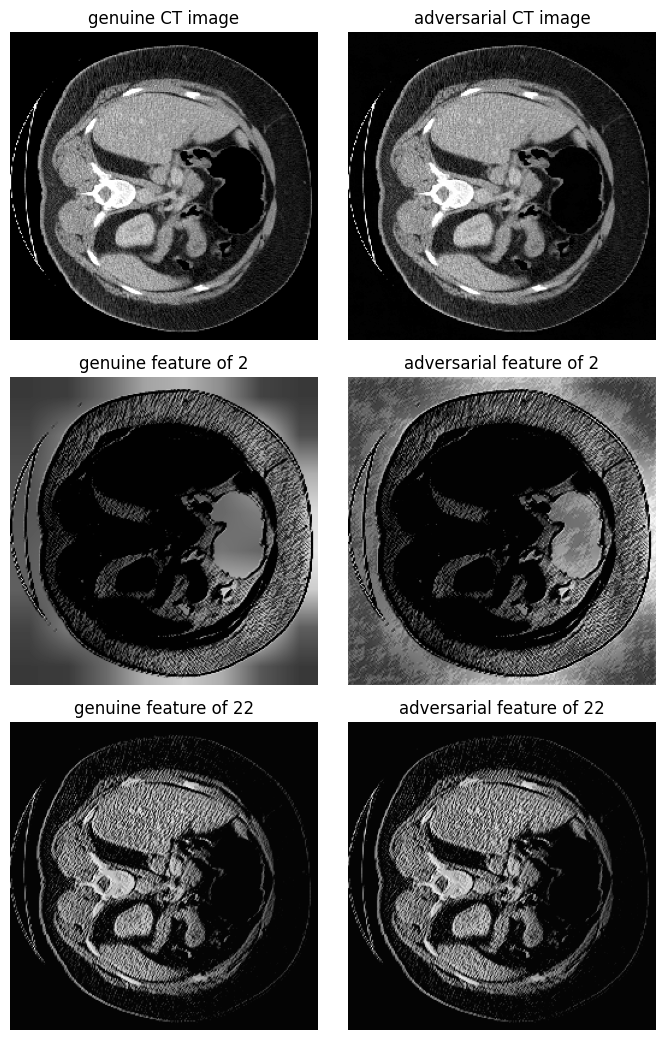 genuine CT image
adversarial CT image
genuine feature of 2
adversarial feature of 2
genuine feature of 22
adversarial feature of 22